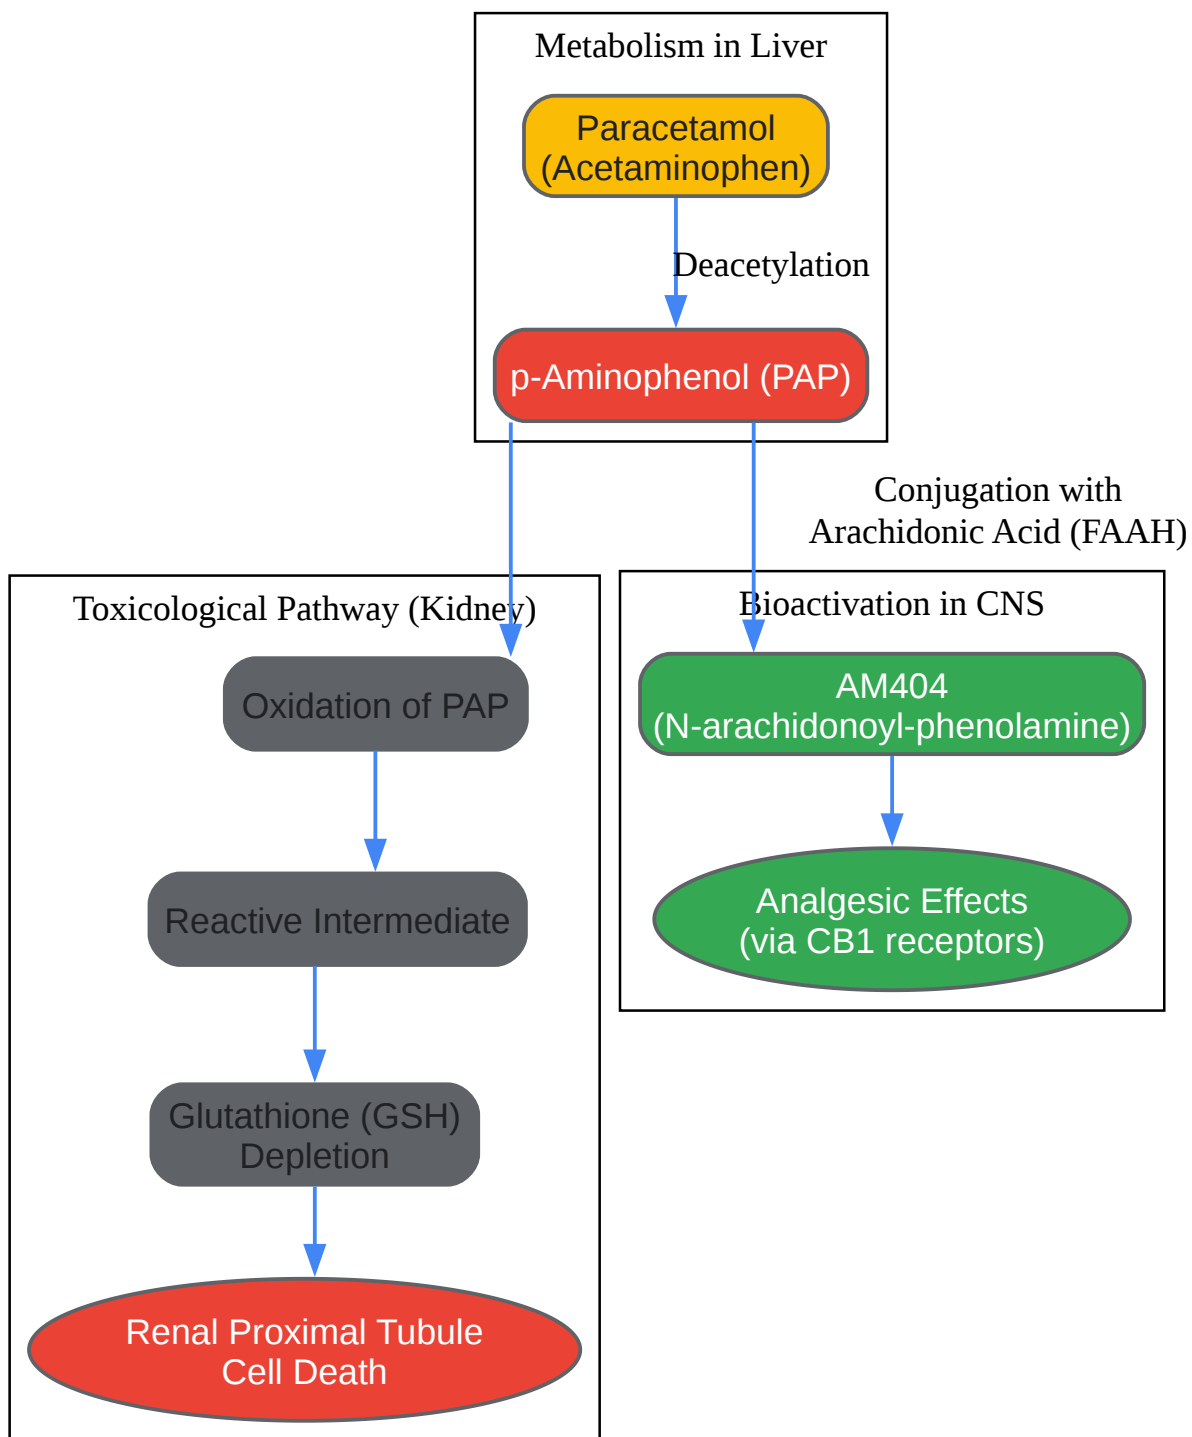 Metabolism in Liver
Paracetamol
(Acetaminophen)
Deacetylation
p-Aminophenol (PAP)
Conjugation with
Arachidonic Acid (FAAH)
Toxicological Pathway (Kidney)
Oxidation of PAP
Reactive Intermediate
Glutathione (GSH)
Depletion
Renal Proximal Tubule
Cell Death
Bioactivation in CNS
AM404
(N-arachidonoyl-phenolamine)
Analgesic Effects
(via CB1 receptors)